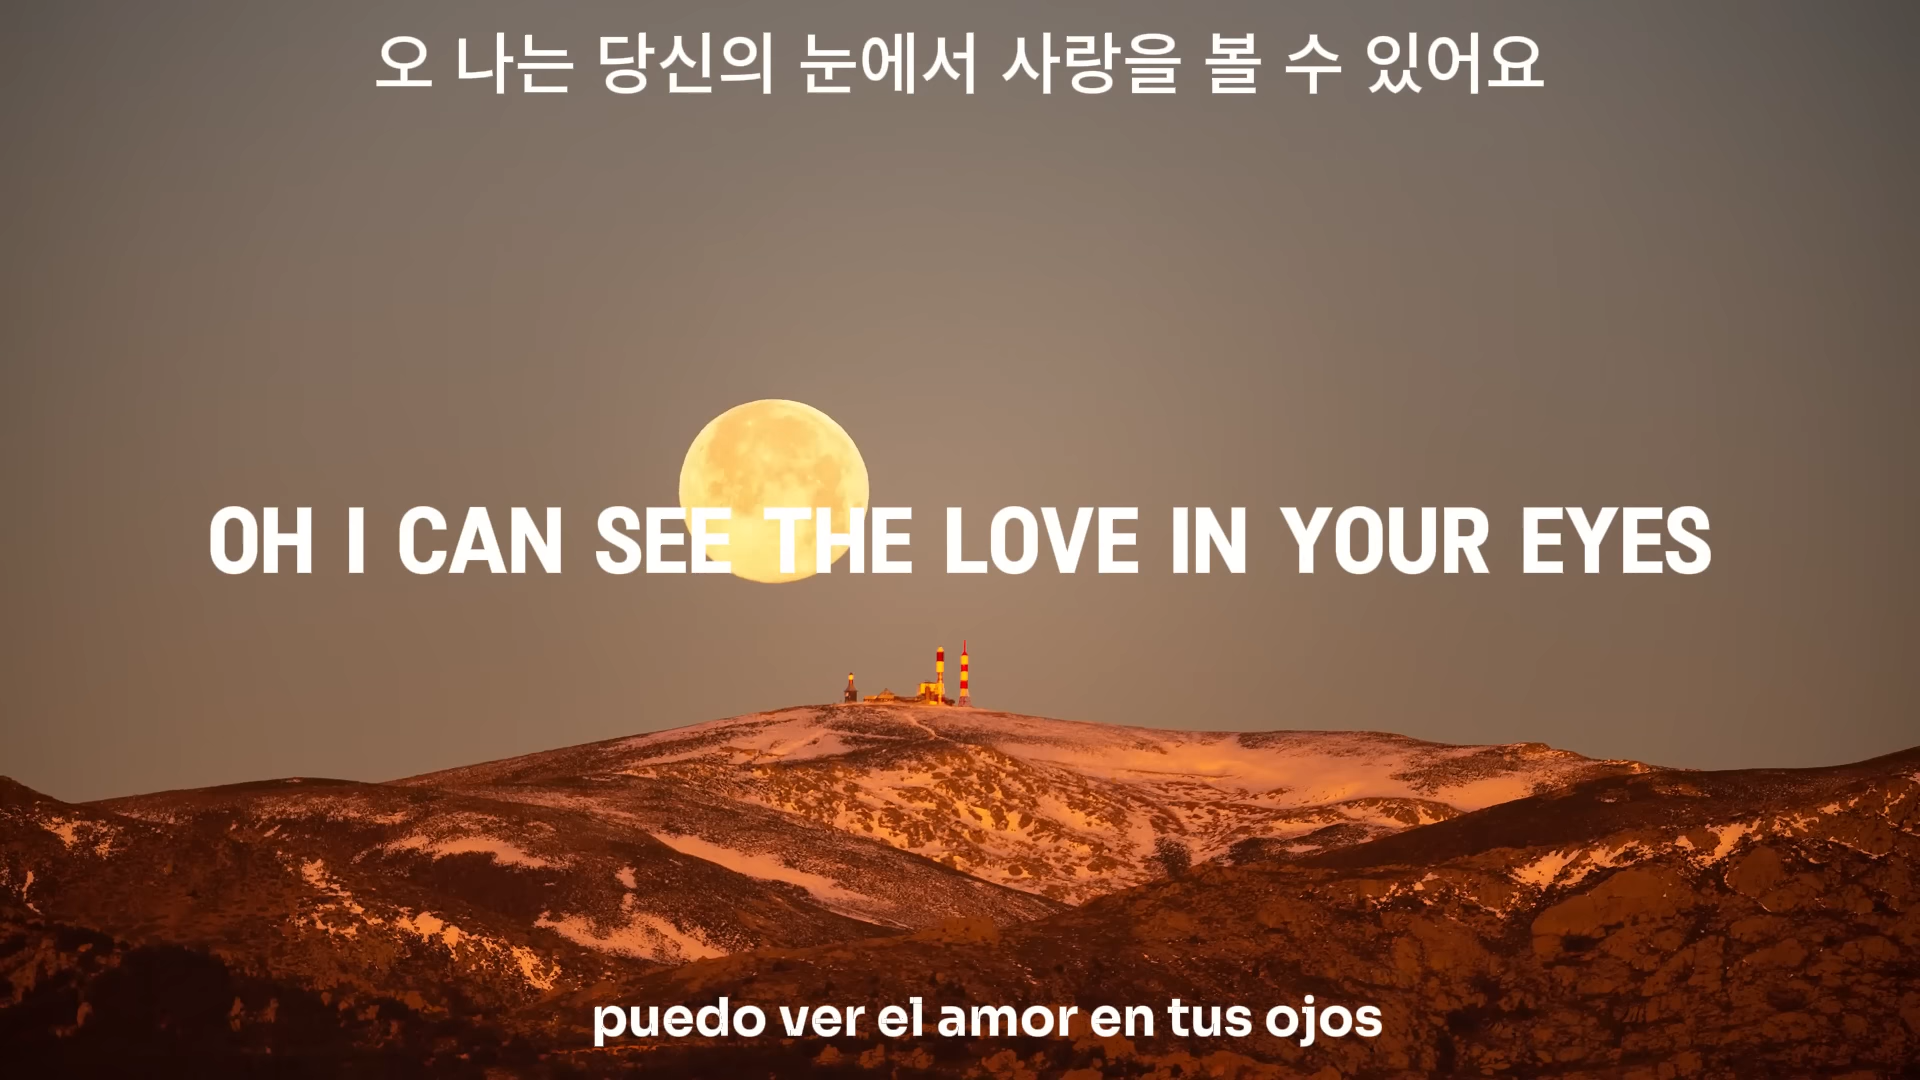 오 나는 당신의 눈에서 사랑을 볼 수 있어요
OH I CAN SEE THE LOVE IN YOUR EYES
puedo ver el amor en tus ojos